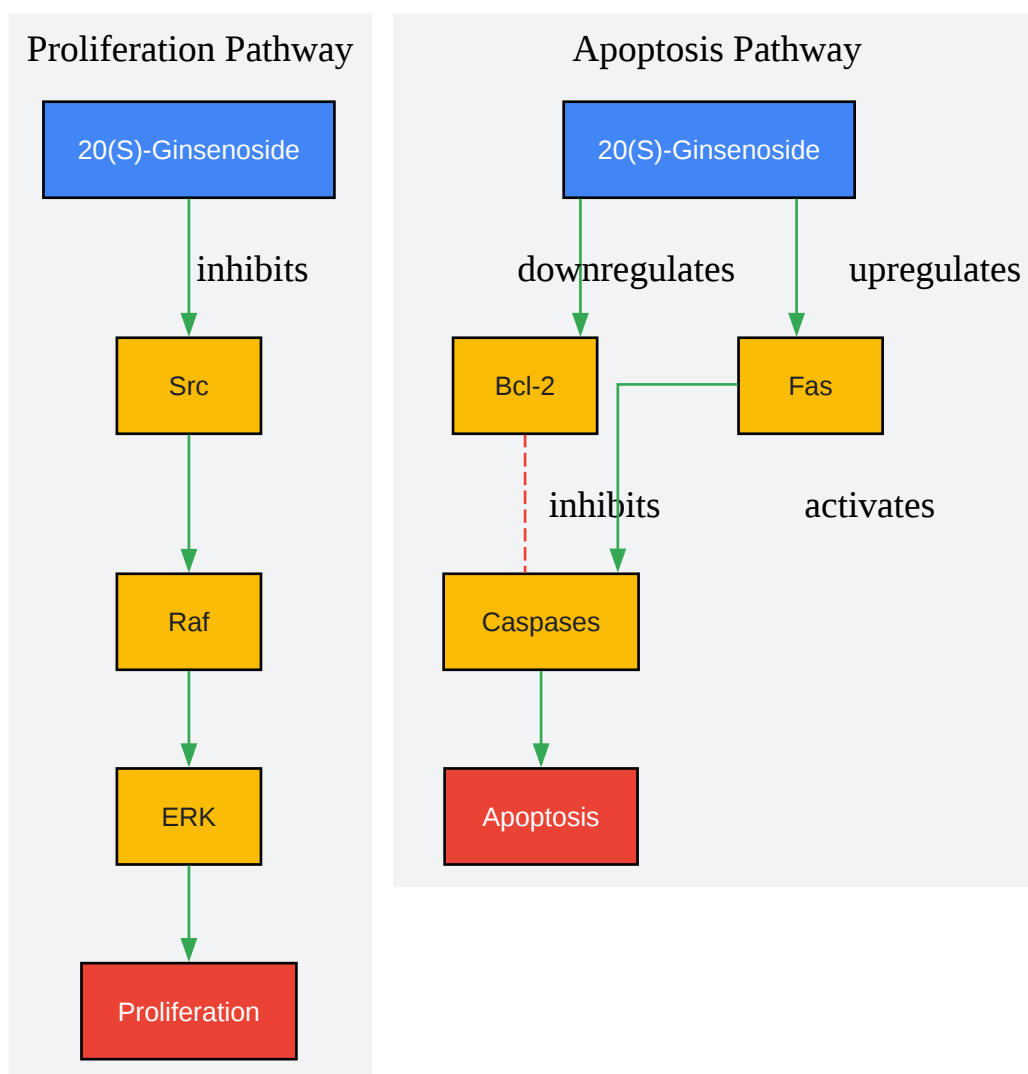 Proliferation Pathway
20(S)-Ginsenoside
inhibits
Src
Raf
ERK
Proliferation
Apoptosis Pathway
20(S)-Ginsenoside
downregulates
upregulates
Bcl-2
Fas
inhibits
activates
Caspases
Apoptosis